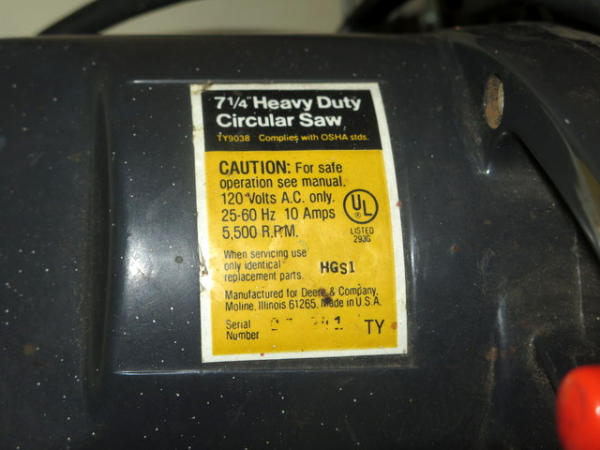 7 1/4" Heavy Duty
Circular Saw
TY9038 Complies with OSHA stds.
CAUTION: For safe
operation see manual.
120 Volts A.C. only.
25-60 Hz 10 Amps
5,500 R.P.M.
UL
LISTED
293G
When servicing use
only identical
replacement parts.
HGS1
Manufactured for Deere & Company,
Moline, Illinois 61265. Made in U.S.A.
Serial
Number
TY